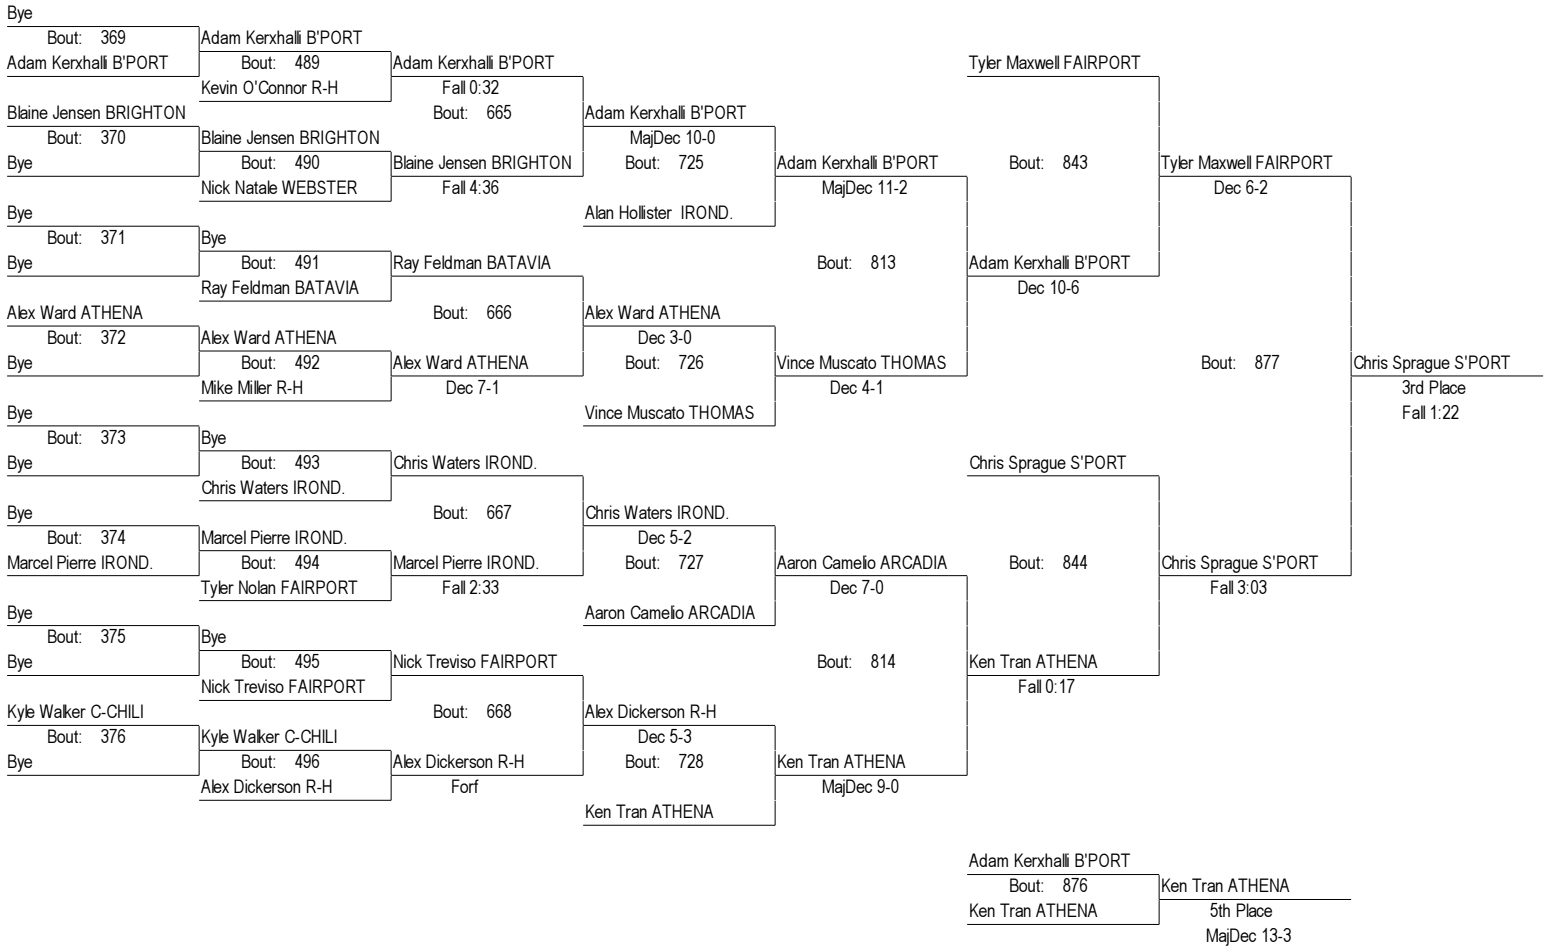 Bye
Bout: 369
Adam Kerxhalli B'PORT
Adam Kerxhalli B'PORT
Bout: 489
Adam Kerxhalli B'PORT
Tyler Maxwell FAIRPORT
Kevin O'Connor R-H
Fall 0:32
Blaine Jensen BRIGHTON
Bout: 665
Adam Kerxhalli B'PORT
Bout: 370
Blaine Jensen BRIGHTON
MajDec 10-0
Bye
Bout: 490
Blaine Jensen BRIGHTON
Bout: 725
Adam Kerxhalli B'PORT
Bout: 843
Tyler Maxwell FAIRPORT
Nick Natale WEBSTER
Fall 4:36
MajDec 11-2
Dec 6-2
Bye
Alan Hollister IROND.
Bout: 371
Bye
Bye
Bout: 491
Ray Feldman BATAVIA
Bout: 813
Adam Kerxhalli B'PORT
Ray Feldman BATAVIA
Dec 10-6
Alex Ward ATHENA
Bout: 666
Alex Ward ATHENA
Bout: 372
Alex Ward ATHENA
Dec 3-0
Bye
Bout: 492
Alex Ward ATHENA
Bout: 726
Vince Muscato THOMAS
Bout: 877
Chris Sprague S'PORT
Mike Miller R-H
Dec 7-1
Dec 4-1
3rd Place
Bye
Vince Muscato THOMAS
Fall 1:22
Bout: 373
Bye
Bye
Bout: 493
Chris Waters IROND.
Chris Sprague S'PORT
Chris Waters IROND.
Bye
Bout: 667
Chris Waters IROND.
Bout: 374
Marcel Pierre IROND.
Dec 5-2
Marcel Pierre IROND.
Bout: 494
Marcel Pierre IROND.
Bout: 727
Aaron Camelio ARCADIA
Bout: 844
Chris Sprague S'PORT
Tyler Nolan FAIRPORT
Fall 2:33
Dec 7-0
Fall 3:03
Bye
Aaron Camelio ARCADIA
Bout: 375
Bye
Bye
Bout: 495
Nick Treviso FAIRPORT
Bout: 814
Ken Tran ATHENA
Nick Treviso FAIRPORT
Fall 0:17
Kyle Walker C-CHILI
Bout: 668
Alex Dickerson R-H
Bout: 376
Kyle Walker C-CHILI
Dec 5-3
Bye
Bout: 496
Alex Dickerson R-H
Bout: 728
Ken Tran ATHENA
Alex Dickerson R-H
Forf
MajDec 9-0
Ken Tran ATHENA
Adam Kerxhalli B'PORT
Bout: 876
Ken Tran ATHENA
Ken Tran ATHENA
5th Place
MajDec 13-3